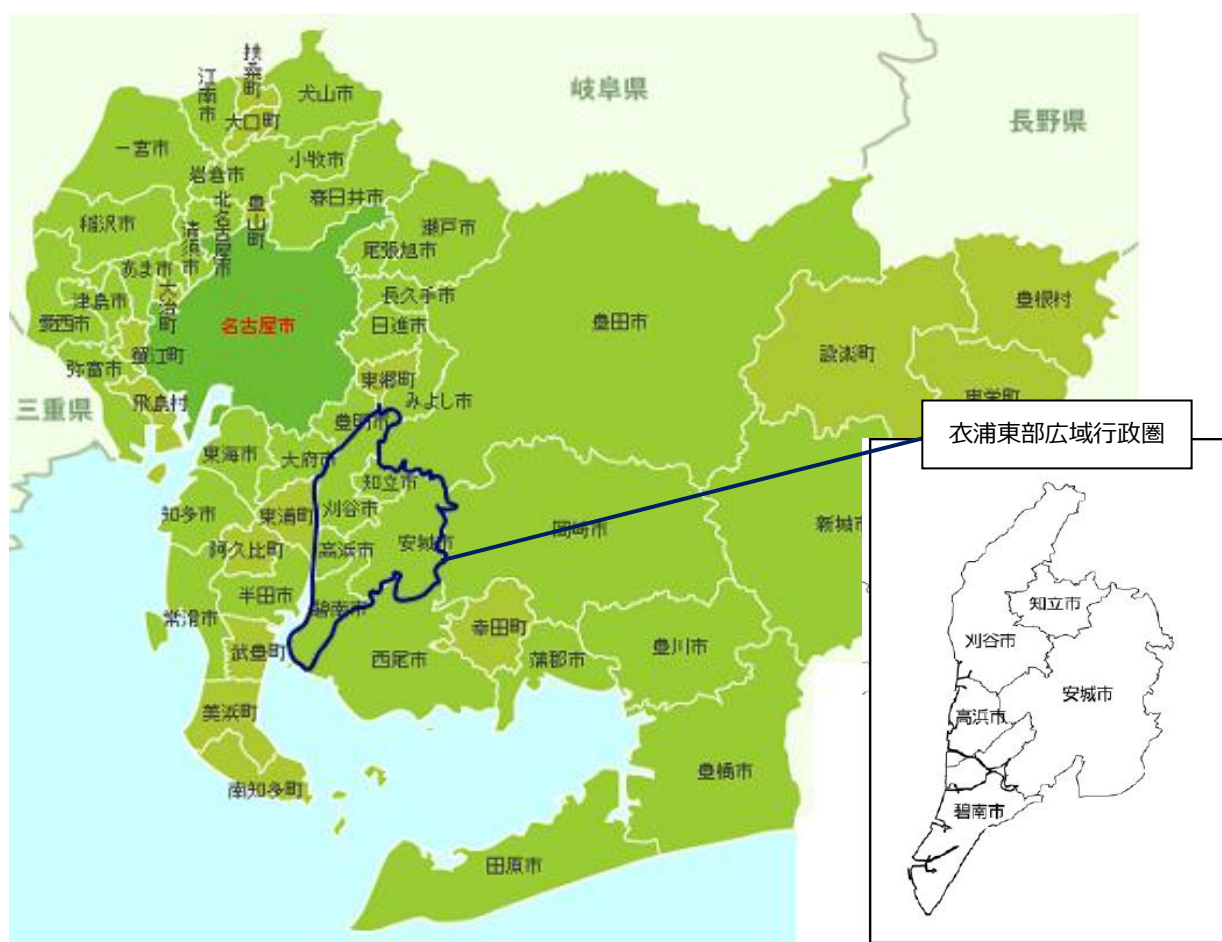 岐阜県
長野県
三重県
扶桑町
江南市
犬山市
大口町
一宮市
小牧市
岩倉市
春日井市
北名古屋市
豊山町
稲沢市
清須市
瀬戸市
尾張旭市
あま市
大治町
津島市
長久手市
愛西市
名古屋市
日進市
豊田市
豊根村
設楽町
蟹江町
弥富市
東郷町
飛島村
みよし市
豊明市
東海市
大府市
知立市
知多市
東浦町
刈谷市
岡崎市
新城市
阿久比町
高浜市
安城市
半田市
碧南市
常滑市
武豊町
西尾市
幸田町
蒲郡市
豊川市
美浜町
豊橋市
南知多町
田原市
衣浦東部広域行政圏
知立市
刈谷市
安城市
高浜市
碧南市